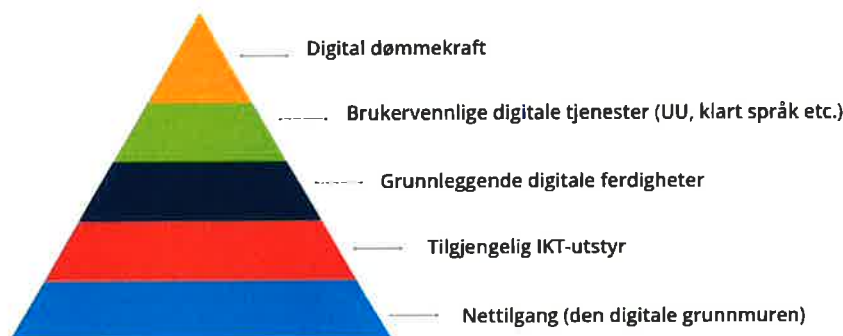 Digital dømmekraft
Brukervennlige digitale tjenester (UU, klart språk etc.)
Grunnleggende digitale ferdigheter
Tilgjengelig IKT-utstyr
Nettilgang (den digitale grunnmuren)